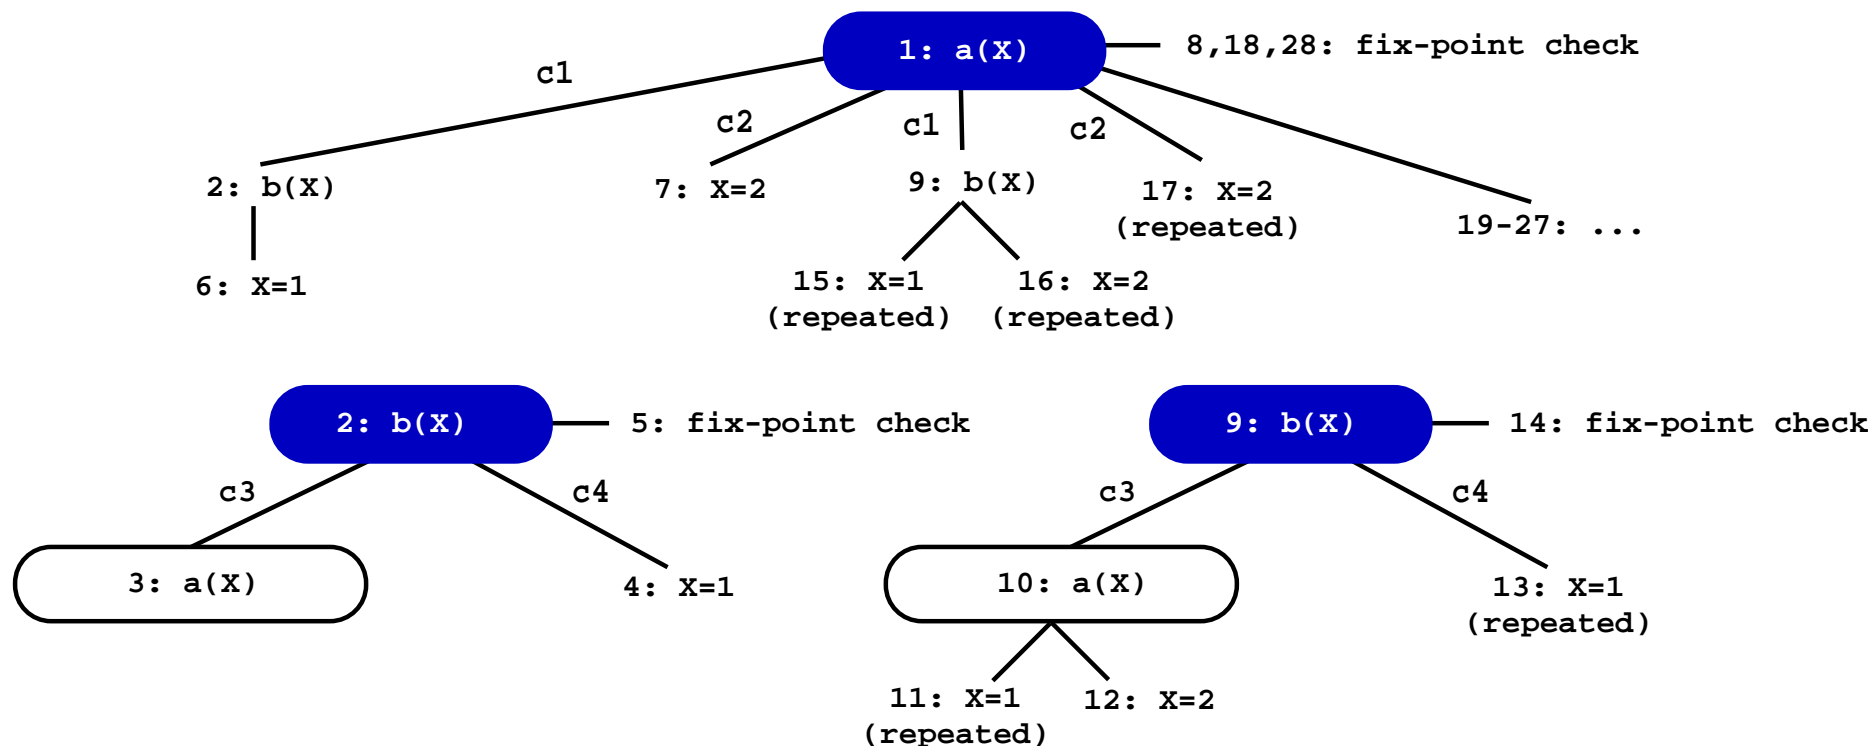 1: a(X)
8,18,28: fix-point check
c1
c2
c1
c2
2: b(X)
7: X=2
9: b(X)
17: X=2
(repeated)
19-27: ...
6: X=1
15: X=1
(repeated)
16: X=2
(repeated)
2: b(X)
5: fix-point check
c3
c4
3: a(X)
4: X=1
9: b(X)
14: fix-point check
c3
c4
10: a(X)
13: X=1
(repeated)
11: X=1
(repeated)
12: X=2